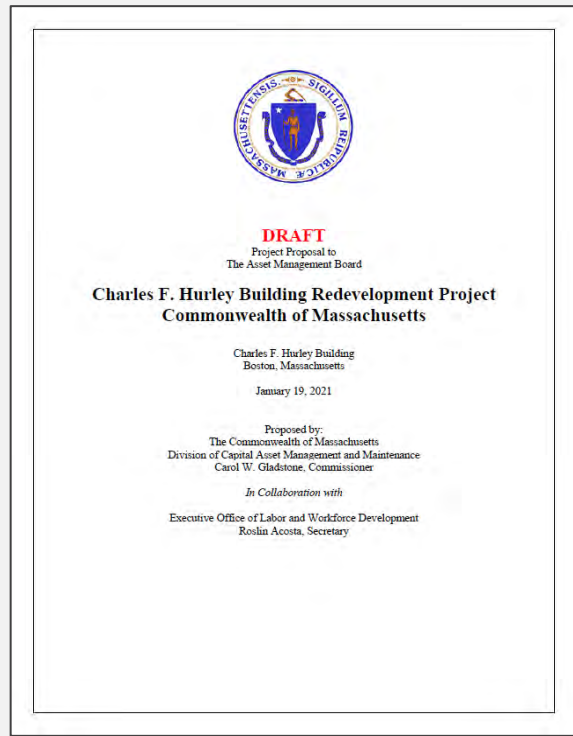 SIGILLUM REIPUBLICÆ MASSACHUSETTENSIS
DRAFT
Project Proposal to
The Asset Management Board
Charles F. Hurley Building Redevelopment Project
Commonwealth of Massachusetts
Charles F. Hurley Building
Boston, Massachusetts
January 19, 2021
Proposed by:
The Commonwealth of Massachusetts
Division of Capital Asset Management and Maintenance
Carol W. Gladstone, Commissioner
In Collaboration with
Executive Office of Labor and Workforce Development
Roslin Acosta, Secretary